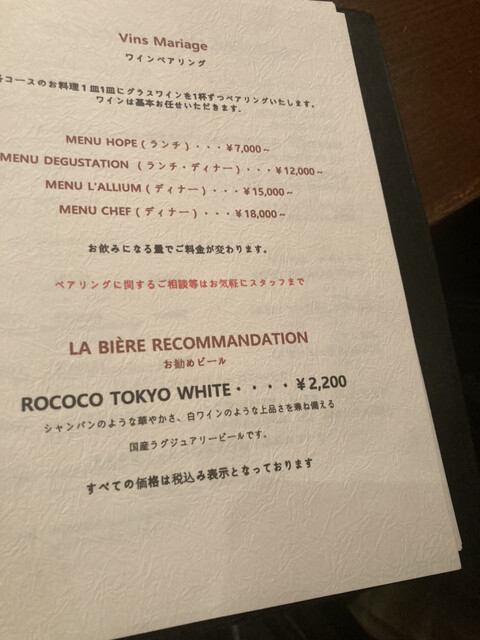 Vins Mariage
ワインペアリング
各コースのお料理１皿1皿にグラスワインを1杯ずつペアリングいたします。
ワインは基本お任せいただきます。
MENU HOPE ( ランチ ) ・・・￥7,000～
MENU DEGUSTATION （ ランチ・ディナー ) ・・・￥12,000～
MENU L'ALLIUM ( ディナー ) ・・・￥15,000～
MENU CHEF ( ディナー ) ・・・￥18,000～
お飲みになる量でご料金が変わります。
ペアリングに関するご相談等はお気軽にスタッフまで
LA BIÈRE RECOMMANDATION
お勧めビール
ROCOCO TOKYO WHITE・・・・￥2,200
シャンパンのような華やかさ、白ワインのような上品さを兼ね備える
国産ラグジュアリービールです。
すべての価格は税込み表示となっております